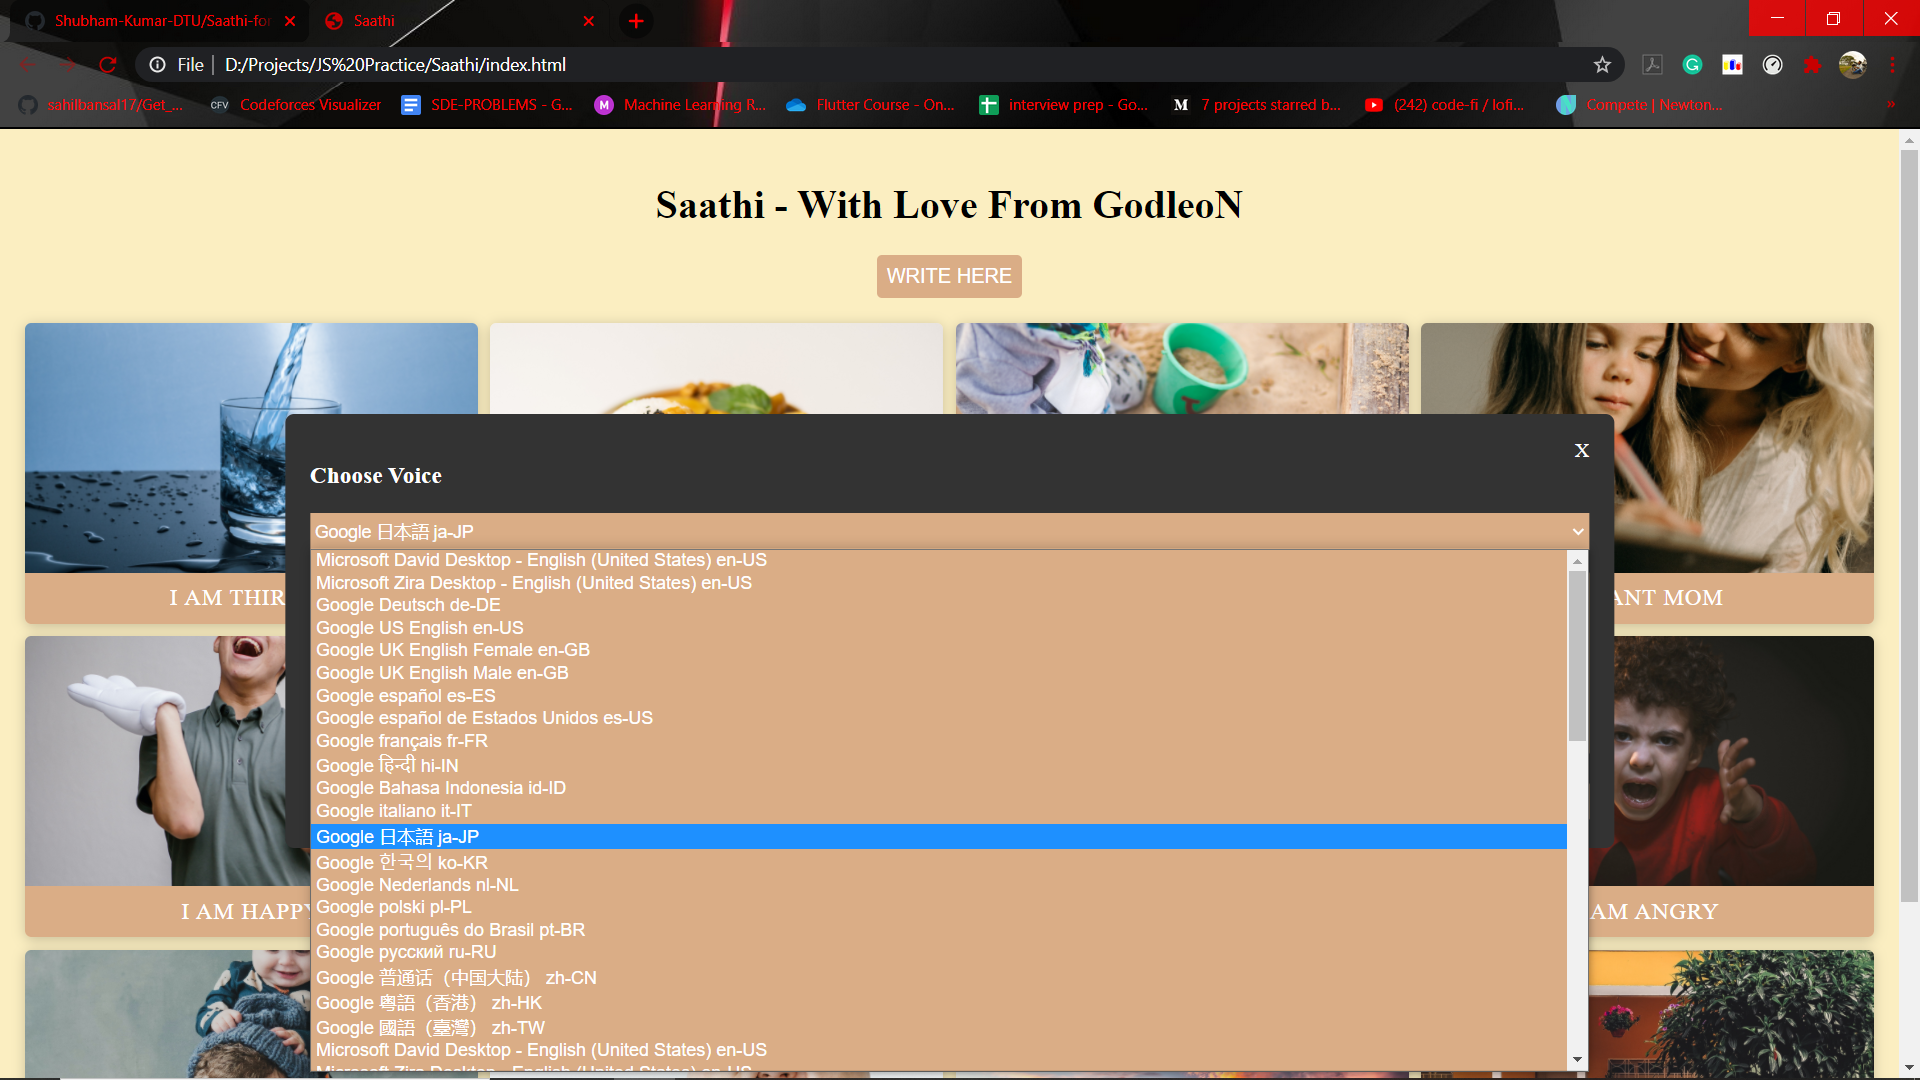 Shubham-Kumar-DTU/Saathi-for
Saathi
File
D:/Projects/JS%20Practice/Saathi/index.html
sahilbansal17/Get_...
CFV
Codeforces Visualizer
SDE-PROBLEMS - G...
M
Machine Learning R...
Flutter Course - On...
interview prep - Go...
M
7 projects starred b...
(242) code-fi / lofi...
Compete | Newton...
»
Saathi - With Love From GodleoN
WRITE HERE
X
Choose Voice
Google 日本語 ja-JP
Microsoft David Desktop - English (United States) en-US
Microsoft Zira Desktop - English (United States) en-US
Google Deutsch de-DE
Google US English en-US
Google UK English Female en-GB
Google UK English Male en-GB
Google español es-ES
Google español de Estados Unidos es-US
Google français fr-FR
Google हिन्दी hi-IN
Google Bahasa Indonesia id-ID
Google italiano it-IT
Google 日本語 ja-JP
Google 한국의 ko-KR
Google Nederlands nl-NL
Google polski pl-PL
Google português do Brasil pt-BR
Google русский ru-RU
Google 普通话（中国大陆） zh-CN
Google 粤語（香港） zh-HK
Google 國語（臺灣） zh-TW
Microsoft David Desktop - English (United States) en-US
Microsoft Zira Desktop - English (United States) en-US
I AM THIR
ANT MOM
I AM HAPPY
AM ANGRY